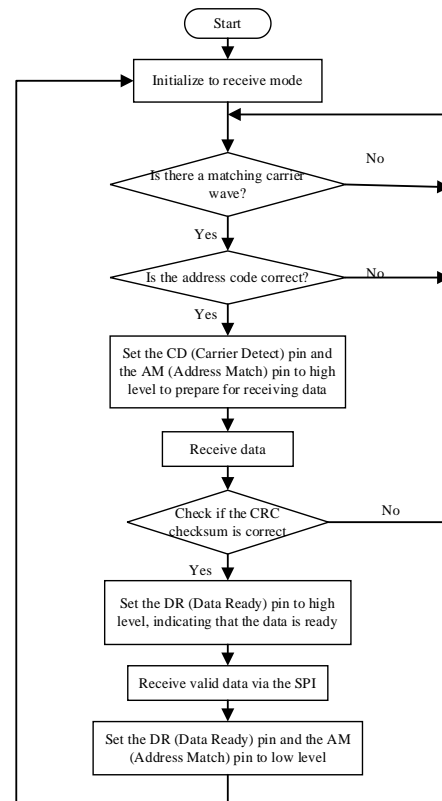 Start
Initialize to receive mode
No
Is there a matching carrier
wave?
Yes
Is the address code correct?
No
Yes
Set the CD (Carrier Detect) pin and
the AM (Address Match) pin to high
level to prepare for receiving data
Receive data
Check if the CRC
checksum is correct
No
Yes
Set the DR (Data Ready) pin to high
level, indicating that the data is ready
Receive valid data via the SPI
Set the DR (Data Ready) pin and the AM
(Address Match) pin to low level